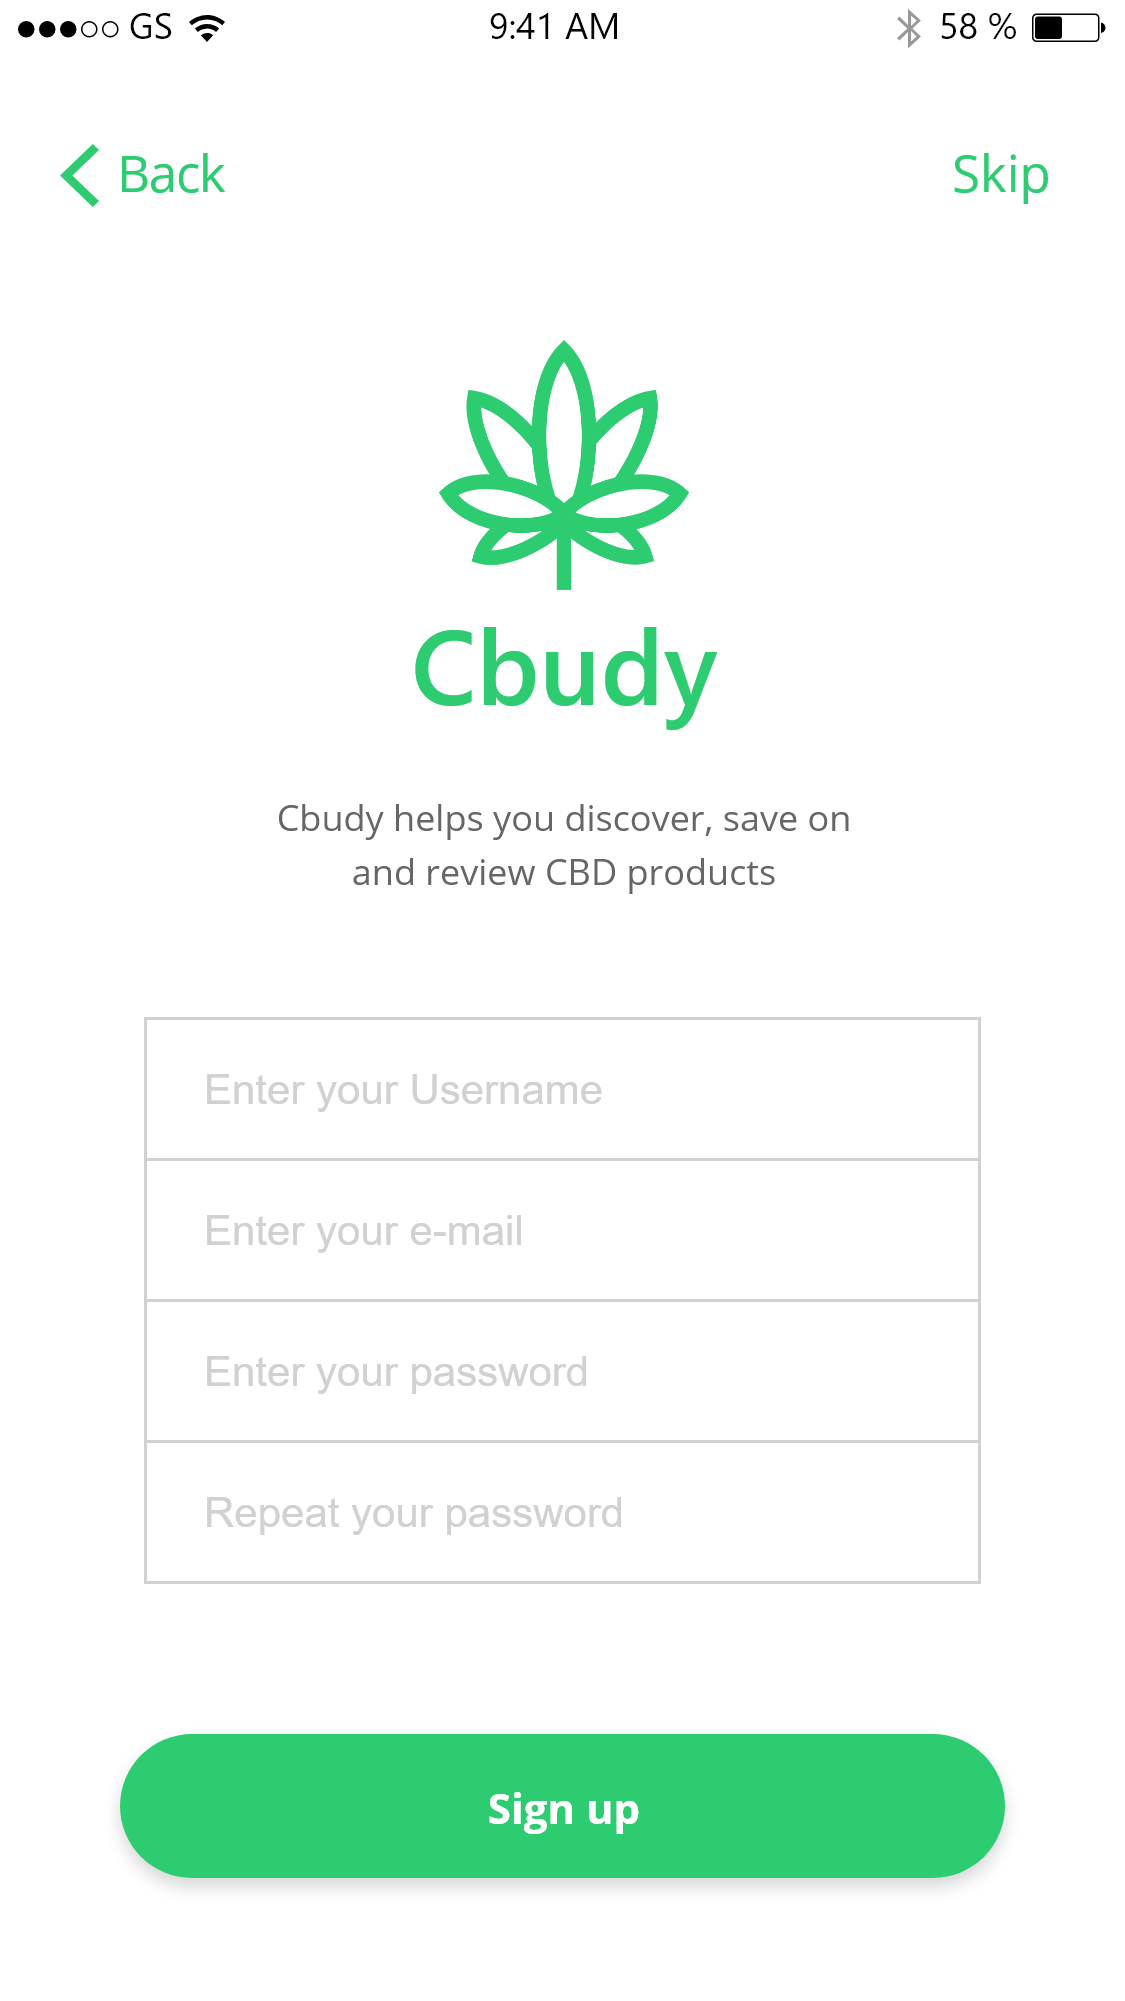 GS 9:41 AM 58 %
Back Skip
Cbudy
Cbudy helps you discover, save on
and review CBD products
Enter your Username
Enter your e-mail
Enter your password
Repeat your password
Sign up